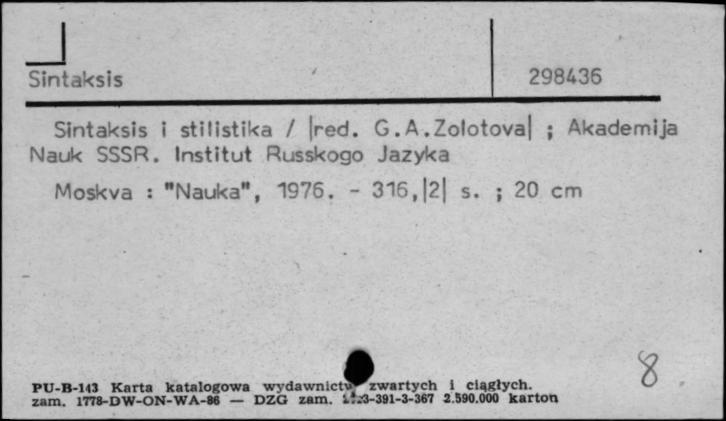 Sintaksis 298436
Sintaksis i stilistika / |red. G.A.Zolotova| ; Akademija
Nauk SSSR. Institut Russkogo Jazyka
Moskva : "Nauka", 1976. - 316,|2| s. ; 20 cm
8
PU-B-143 Karta katalogowa wydawnictw zwartych i ciągłych.
zam. 1778-DW-ON-WA-86 — DZG zam. 391-3-367 2.590.000 karton